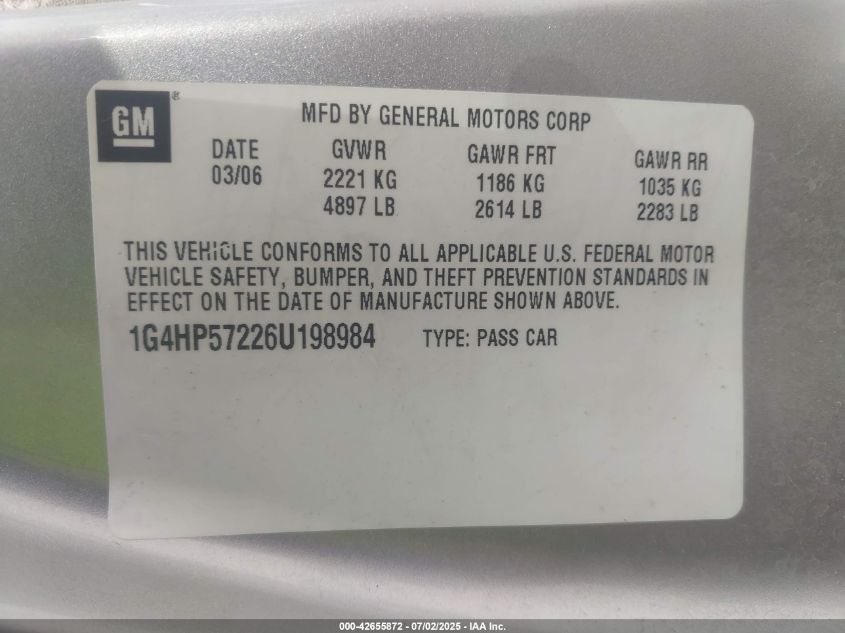 GM®
MFD BY GENERAL MOTORS CORP
DATE GVWR GAWR FRT GAWR RR
03/06 2221 KG 1186 KG 1035 KG
4897 LB 2614 LB 2283 LB
THIS VEHICLE CONFORMS TO ALL APPLICABLE U.S. FEDERAL MOTOR
VEHICLE SAFETY, BUMPER, AND THEFT PREVENTION STANDARDS IN
EFFECT ON THE DATE OF MANUFACTURE SHOWN ABOVE.
1G4HP57226U198984 TYPE: PASS CAR
000-42655872 - 07/02/2025 - IAA Inc.